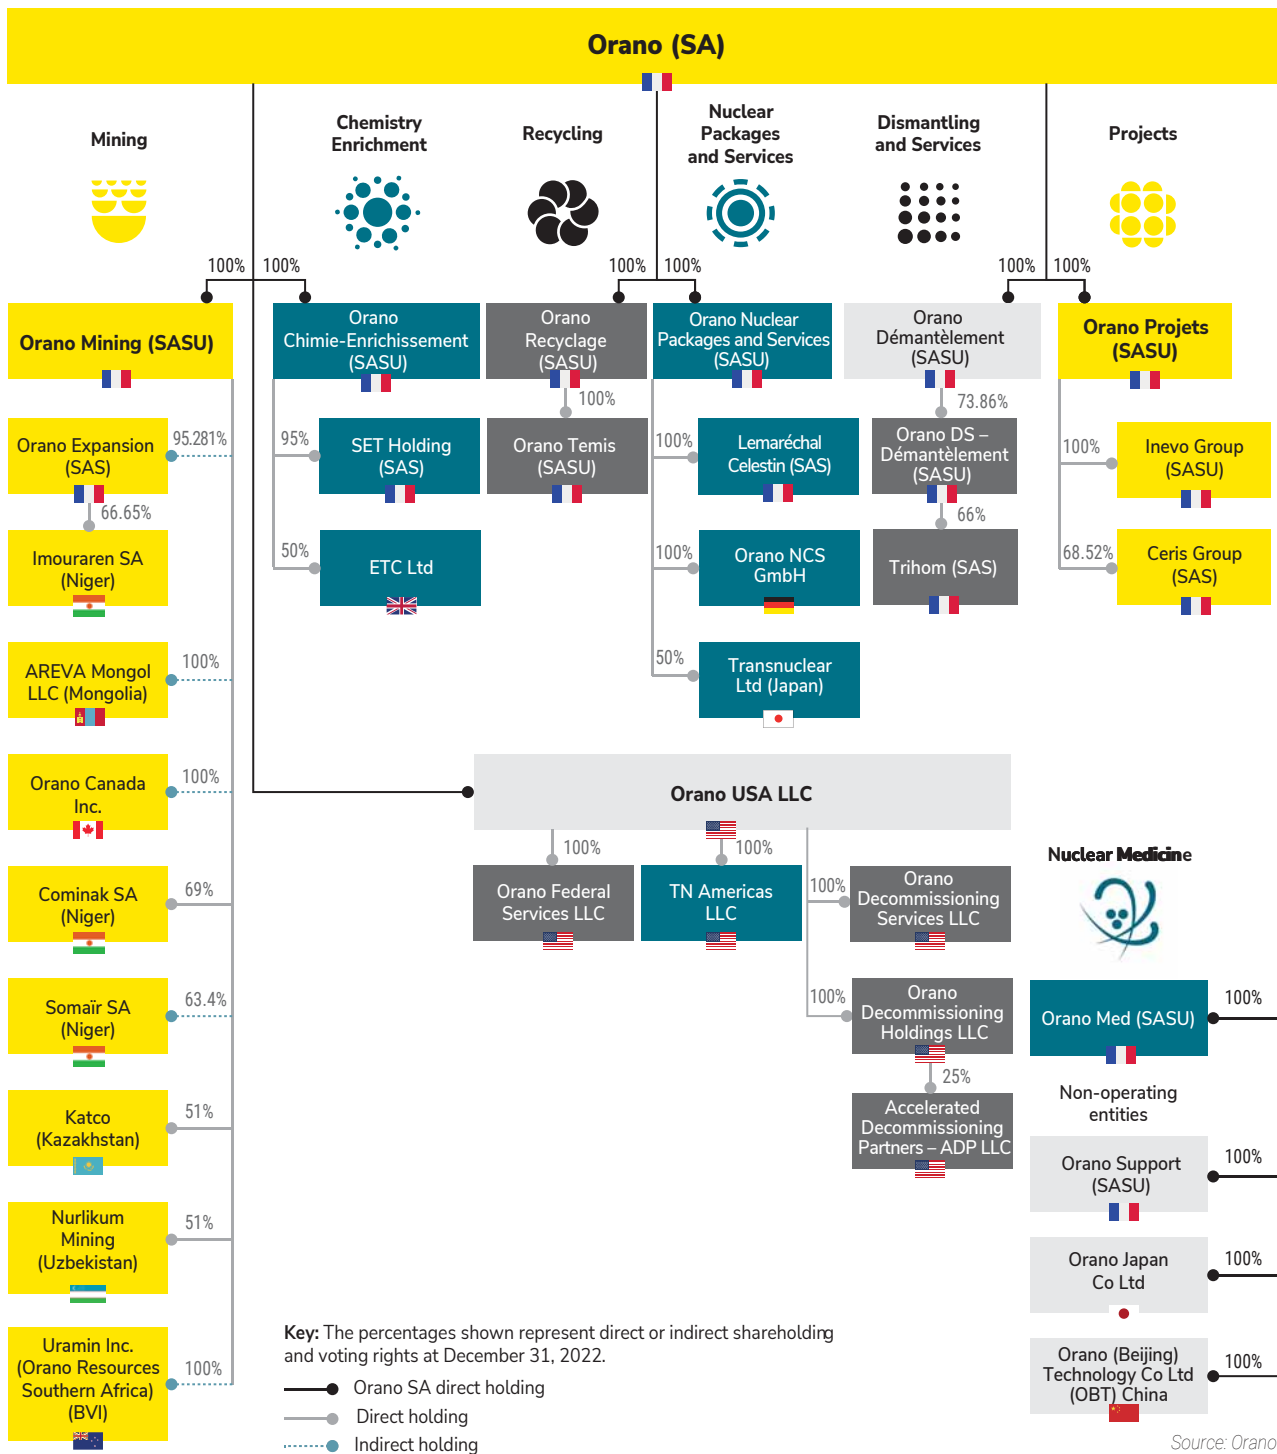 Orano (SA)
Mining
Chemistry
Enrichment
Recycling
Nuclear
Packages
and Services
Dismantling
and Services
Projects
100%
100%
100%
100%
100%
100%
Orano Mining (SASU)
Orano
Chimie-Enrichissement
(SASU)
Orano
Recyclage
(SASU)
Orano Nuclear
Packages and Services
(SASU)
Orano
Démantèlement
(SASU)
Orano Projets
(SASU)
Orano Expansion
(SAS)
95.281%
66.65%
Imouraren SA
(Niger)
AREVA Mongol
LLC (Mongolia)
100%
Orano Canada
Inc.
100%
Cominak SA
(Niger)
69%
Somaïr SA
(Niger)
63.4%
Katco
(Kazakhstan)
51%
Nurlikum
Mining
(Uzbekistan)
51%
Uramin Inc.
(Orano Resources
Southern Africa)
(BVI)
100%
95%
SET Holding
(SAS)
50%
ETC Ltd
100%
Orano Temis
(SASU)
100%
Lemaréchal
Celestin (SAS)
100%
Orano NCS
GmbH
50%
Transnuclear
Ltd (Japan)
73.86%
Orano DS –
Démantèlement
(SASU)
66%
Trihom (SAS)
100%
Inevo Group
(SASU)
68.52%
Ceris Group
(SAS)
Orano USA LLC
100%
Orano Federal
Services LLC
100%
TN Americas
LLC
100%
Orano
Decommissioning
Services LLC
100%
Orano
Decommissioning
Holdings LLC
25%
Accelerated
Decommissioning
Partners – ADP LLC
Nuclear Medicine
Orano Med (SASU)
100%
Non-operating
entities
Orano Support
(SASU)
100%
Orano Japan
Co Ltd
100%
Orano (Beijing)
Technology Co Ltd
(OBT) China
100%
Key: The percentages shown represent direct or indirect shareholding
and voting rights at December 31, 2022.
Orano SA direct holding
Direct holding
Indirect holding
Source: Orano